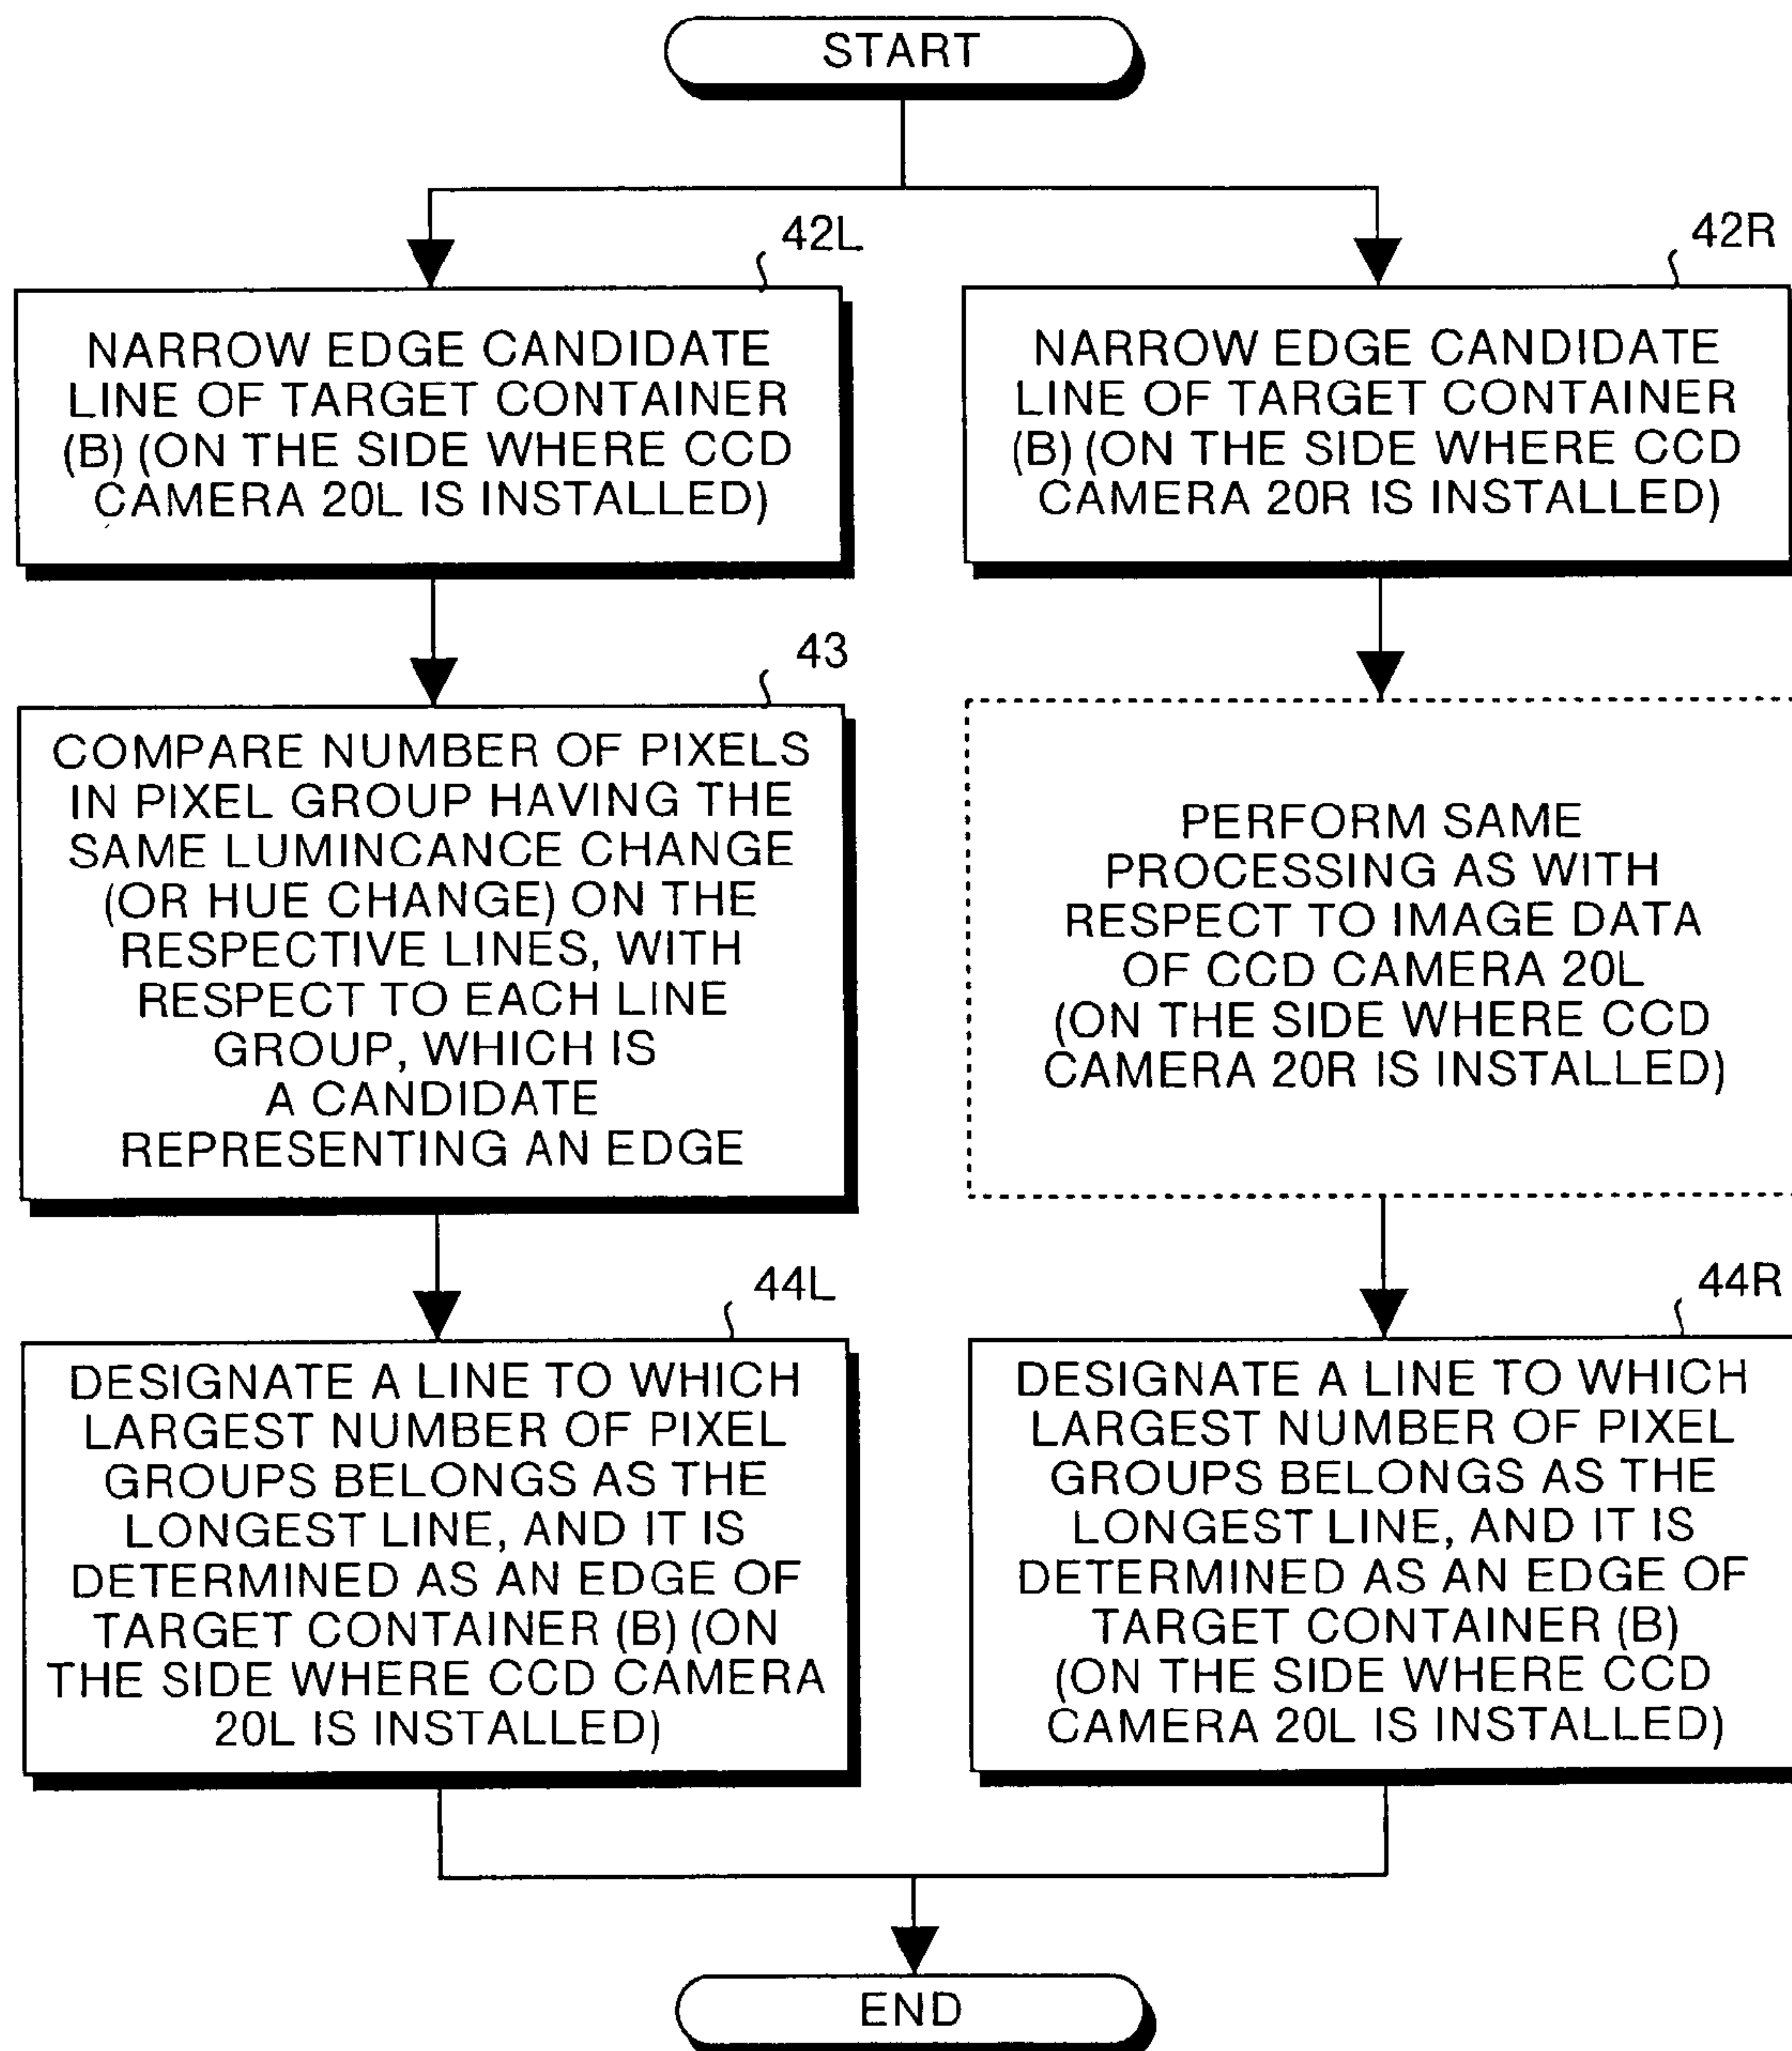 START
42L
NARROW EDGE CANDIDATE
LINE OF TARGET CONTAINER
(B) (ON THE SIDE WHERE CCD
CAMERA 20L IS INSTALLED)
42R
NARROW EDGE CANDIDATE
LINE OF TARGET CONTAINER
(B) (ON THE SIDE WHERE CCD
CAMERA 20R IS INSTALLED)
43
COMPARE NUMBER OF PIXELS
IN PIXEL GROUP HAVING THE
SAME LUMINCANCE CHANGE
(OR HUE CHANGE) ON THE
RESPECTIVE LINES, WITH
RESPECT TO EACH LINE
GROUP, WHICH IS
A CANDIDATE
REPRESENTING AN EDGE
PERFORM SAME
PROCESSING AS WITH
RESPECT TO IMAGE DATA
OF CCD CAMERA 20L
(ON THE SIDE WHERE CCD
CAMERA 20R IS INSTALLED)
44L
DESIGNATE A LINE TO WHICH
LARGEST NUMBER OF PIXEL
GROUPS BELONGS AS THE
LONGEST LINE, AND IT IS
DETERMINED AS AN EDGE OF
TARGET CONTAINER (B) (ON
THE SIDE WHERE CCD CAMERA
20L IS INSTALLED)
44R
DESIGNATE A LINE TO WHICH
LARGEST NUMBER OF PIXEL
GROUPS BELONGS AS THE
LONGEST LINE, AND IT IS
DETERMINED AS AN EDGE OF
TARGET CONTAINER (B)
(ON THE SIDE WHERE CCD
CAMERA 20L IS INSTALLED)
END